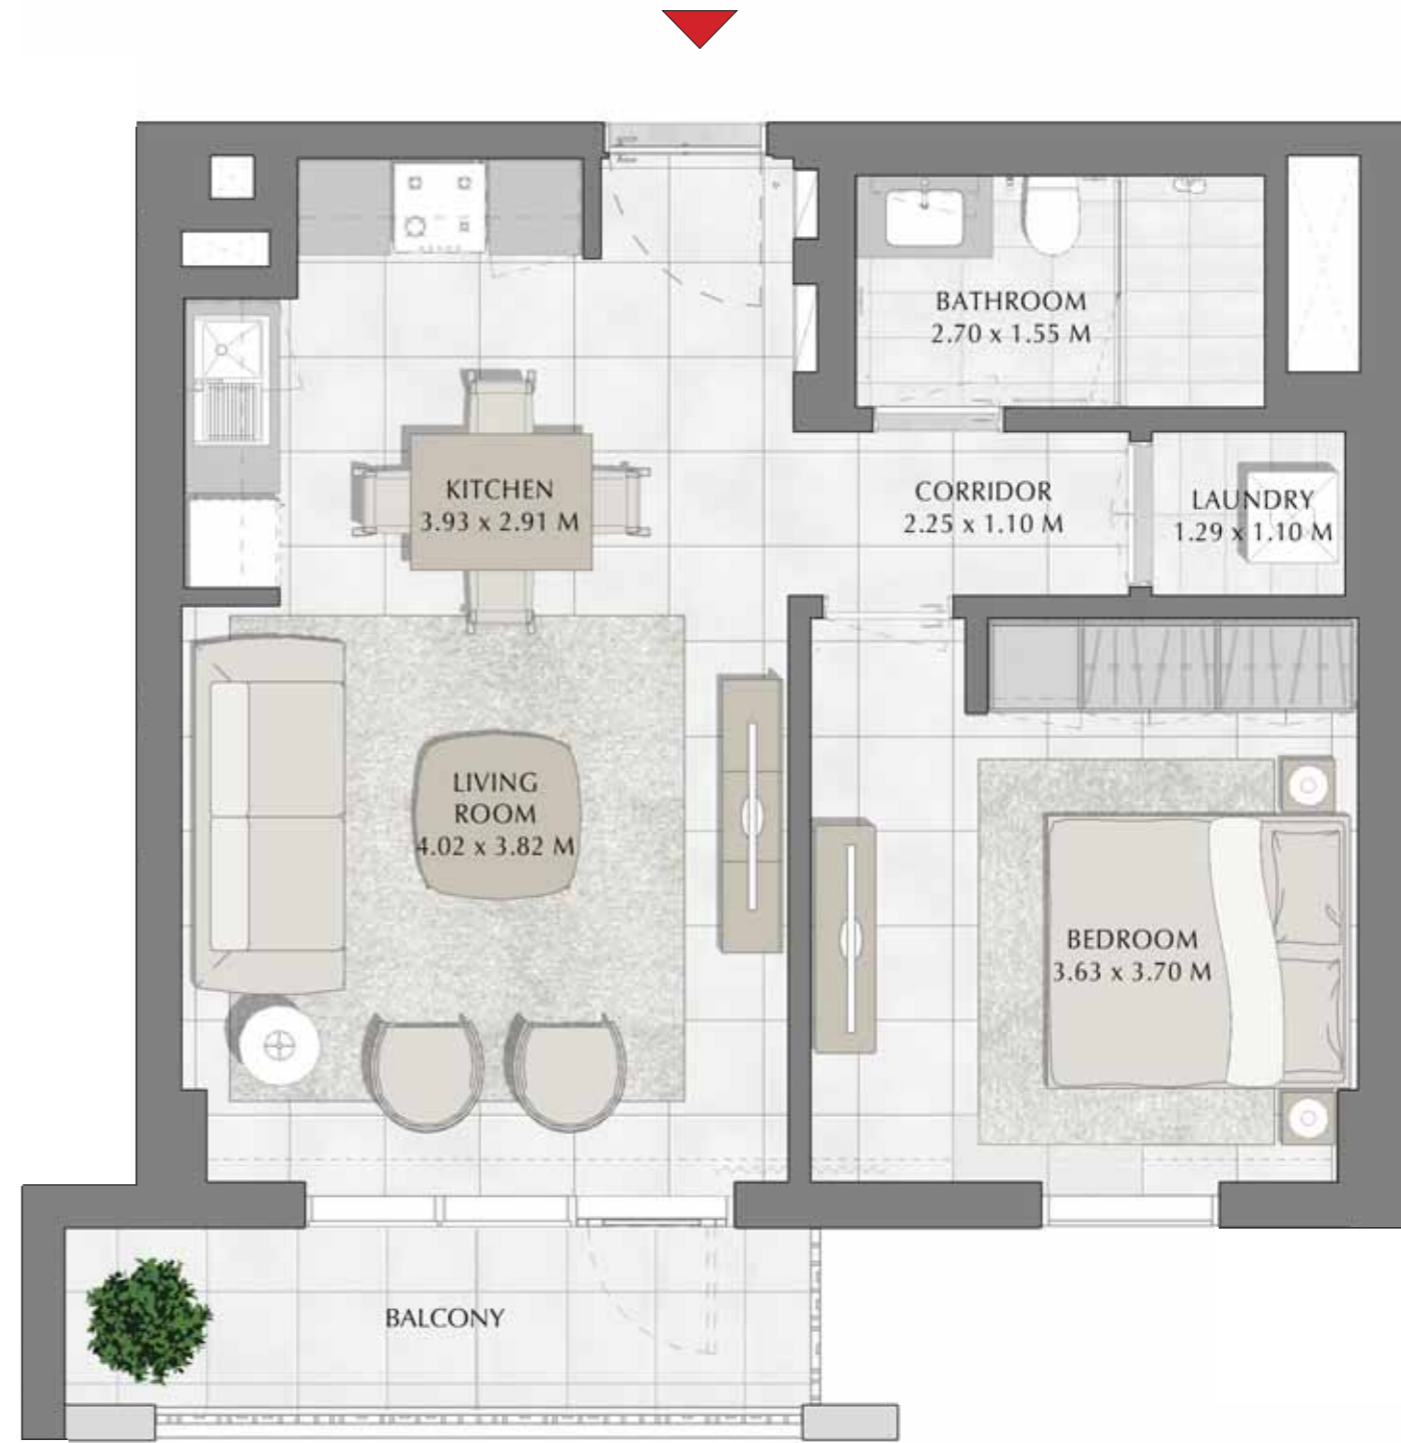 BATHROOM
2.70 x 1.55 M
KITCHEN
3.93 x 2.91 M
CORRIDOR
2.25 x 1.10 M
LAUNDRY
1.29 x 1.10 M
LIVING
ROOM
4.02 x 3.82 M
BEDROOM
3.63 x 3.70 M
BALCONY